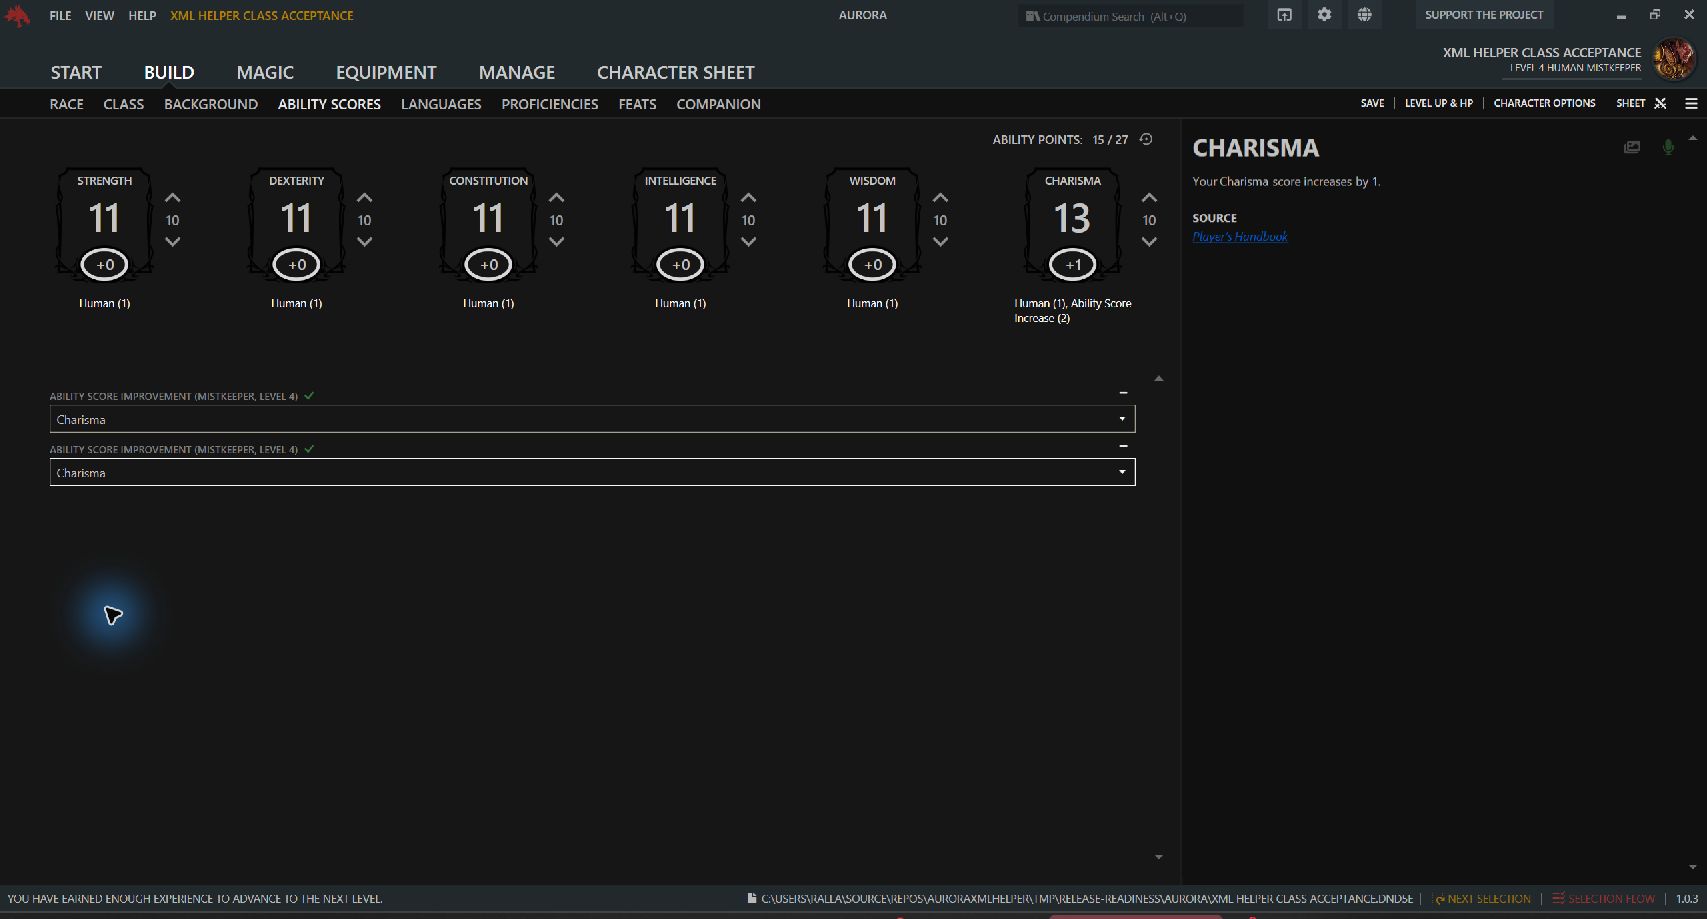 FILE VIEW HELP XML HELPER CLASS ACCEPTANCE AURORA Compendium Search (Alt+Q) SUPPORT THE PROJECT
XML HELPER CLASS ACCEPTANCE
LEVEL 4 HUMAN MISTKEEPER
START BUILD MAGIC EQUIPMENT MANAGE CHARACTER SHEET
RACE CLASS BACKGROUND ABILITY SCORES LANGUAGES PROFICIENCIES FEATS COMPANION SAVE LEVEL UP & HP CHARACTER OPTIONS SHEET
ABILITY POINTS: 15 / 27
STRENGTH DEXTERITY CONSTITUTION INTELLIGENCE WISDOM CHARISMA
11 10 11 10 11 10 11 10 11 10 13 10
+0 +0 +0 +0 +0 +1
Human (1) Human (1) Human (1) Human (1) Human (1) Human (1), Ability Score
Increase (2)
ABILITY SCORE IMPROVEMENT (MISTKEEPER, LEVEL 4)
Charisma
ABILITY SCORE IMPROVEMENT (MISTKEEPER, LEVEL 4)
Charisma
CHARISMA
Your Charisma score increases by 1.
SOURCE
Player's Handbook
YOU HAVE EARNED ENOUGH EXPERIENCE TO ADVANCE TO THE NEXT LEVEL. C:\USERS\RALLA\SOURCE\REPOS\AURORAXMLHELPER\TMP\RELEASE-READINESS\AURORA\XML HELPER CLASS ACCEPTANCE.DND5E NEXT SELECTION SELECTION FLOW 1.0.3